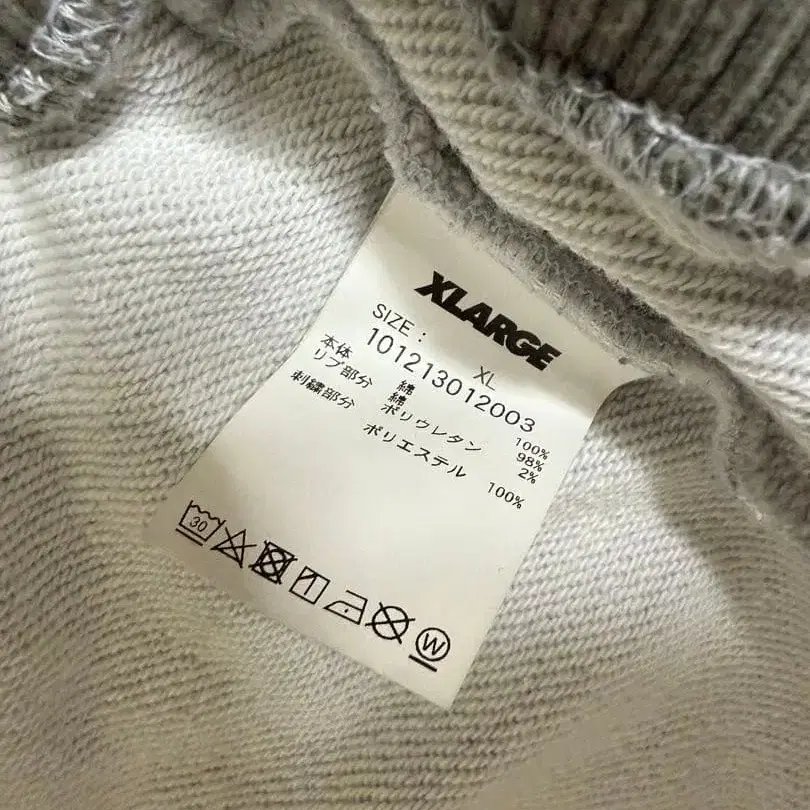 XLARGE
SIZE : XL
101213012003
本体 綿 100%
リブ部分 綿 98%
ポリウレタン 2%
刺繍部分 ポリエステル 100%
30
W